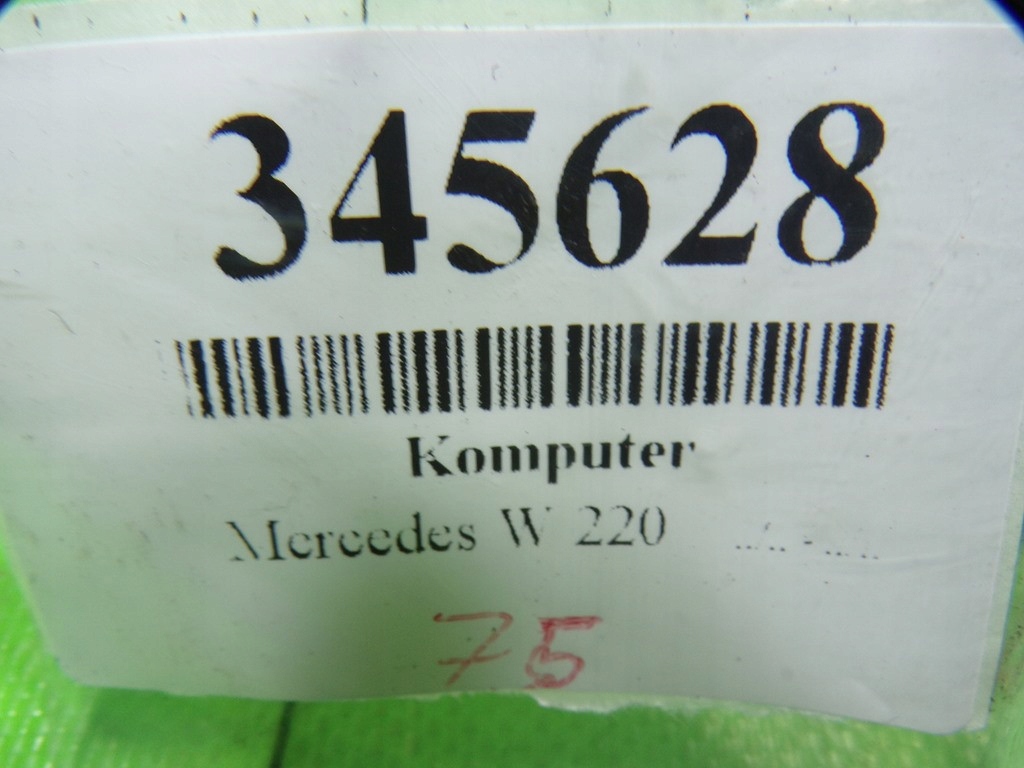 345628
Komputer
Mercedes W 220 ../.. - ../..
75